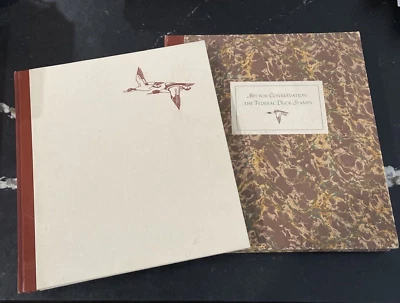 Art for Conservation
The Federal Duck Stamps